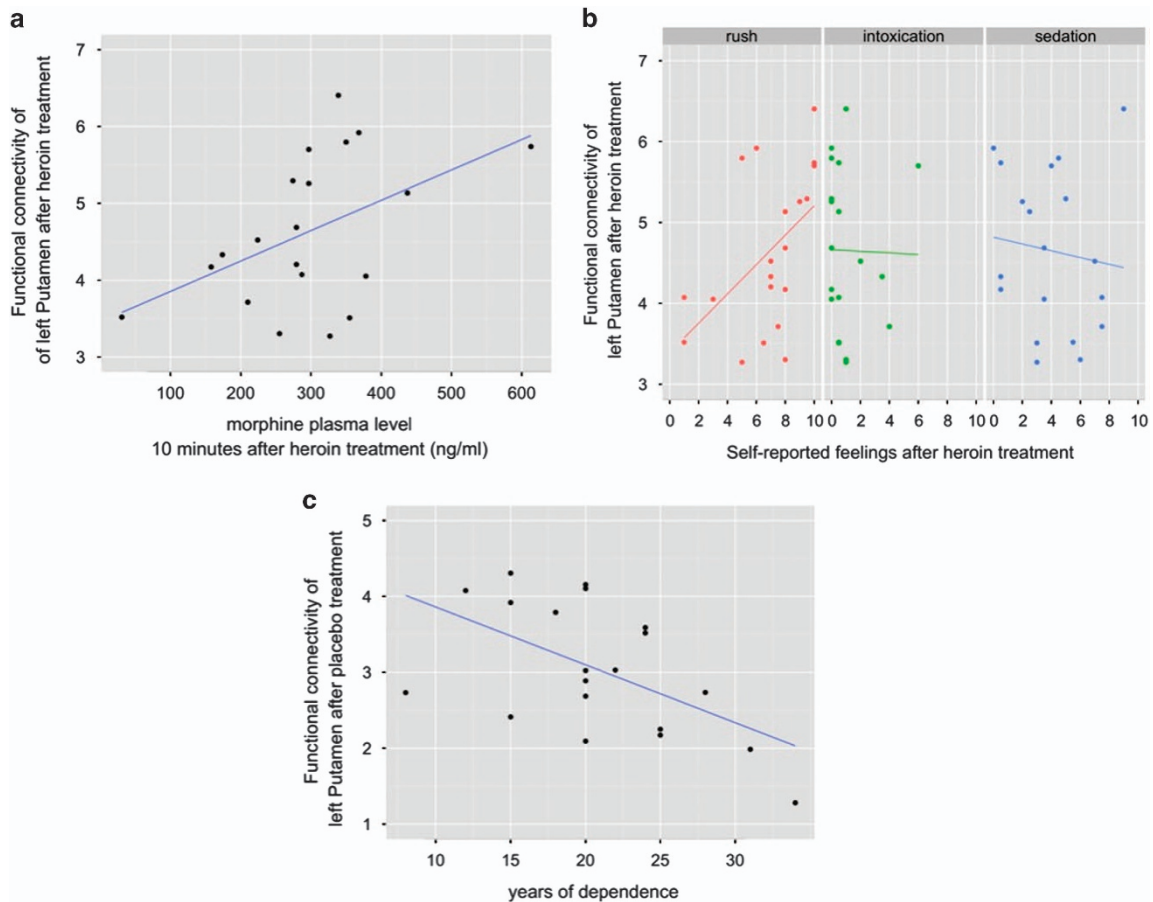 a
Functional connectivity of
of left Putamen after heroin treatment
7
6
5
4
3
100 200 300 400 500 600
morphine plasma level
10 minutes after heroin treatment (ng/ml)
b
rush intoxication sedation
Functional connectivity of
left Putamen after heroin treatment
7
6
5
4
3
0 2 4 6 8 10 0 2 4 6 8 10 0 2 4 6 8 10
Self-reported feelings after heroin treatment
c
Functional connectivity of
left Putamen after placebo treatment
5
4
3
2
1
10 15 20 25 30
years of dependence